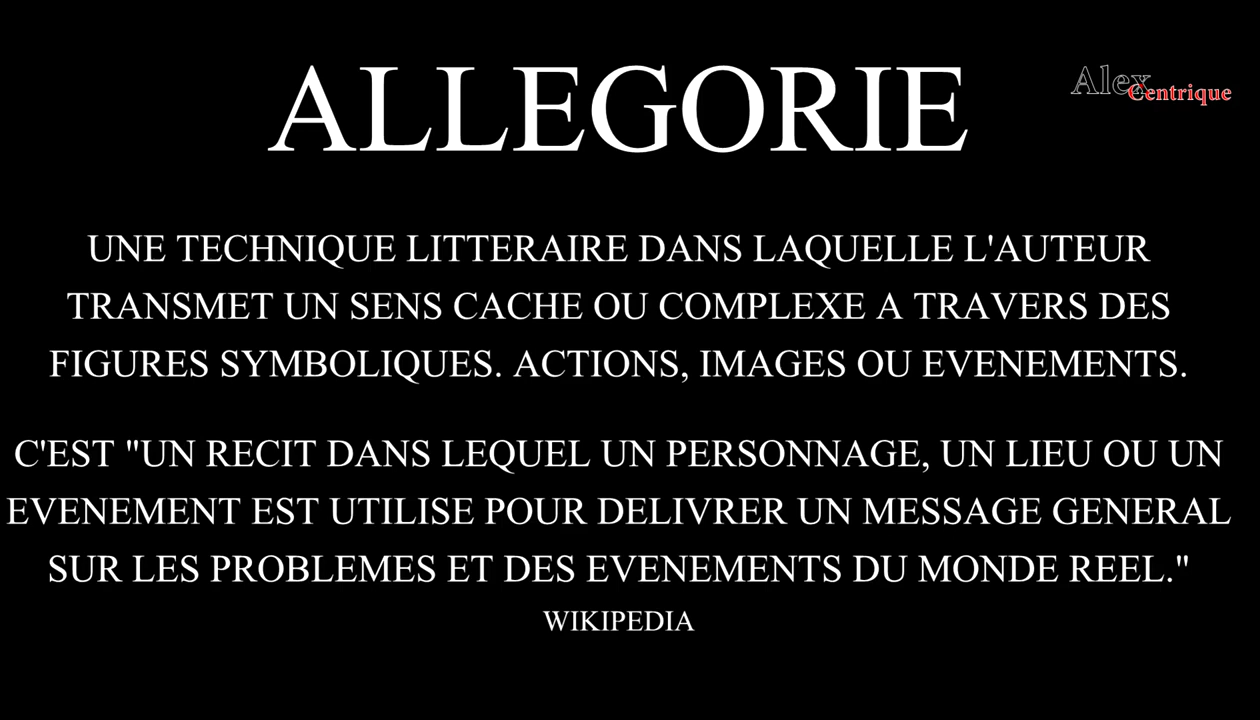 ALLEGORIE
Alex
Centrique
UNE TECHNIQUE LITTERAIRE DANS LAQUELLE L'AUTEUR
TRANSMET UN SENS CACHE OU COMPLEXE A TRAVERS DES
FIGURES SYMBOLIQUES. ACTIONS, IMAGES OU EVENEMENTS.
C'EST "UN RECIT DANS LEQUEL UN PERSONNAGE, UN LIEU OU UN
EVENEMENT EST UTILISE POUR DELIVRER UN MESSAGE GENERAL
SUR LES PROBLEMES ET DES EVENEMENTS DU MONDE REEL."
WIKIPEDIA